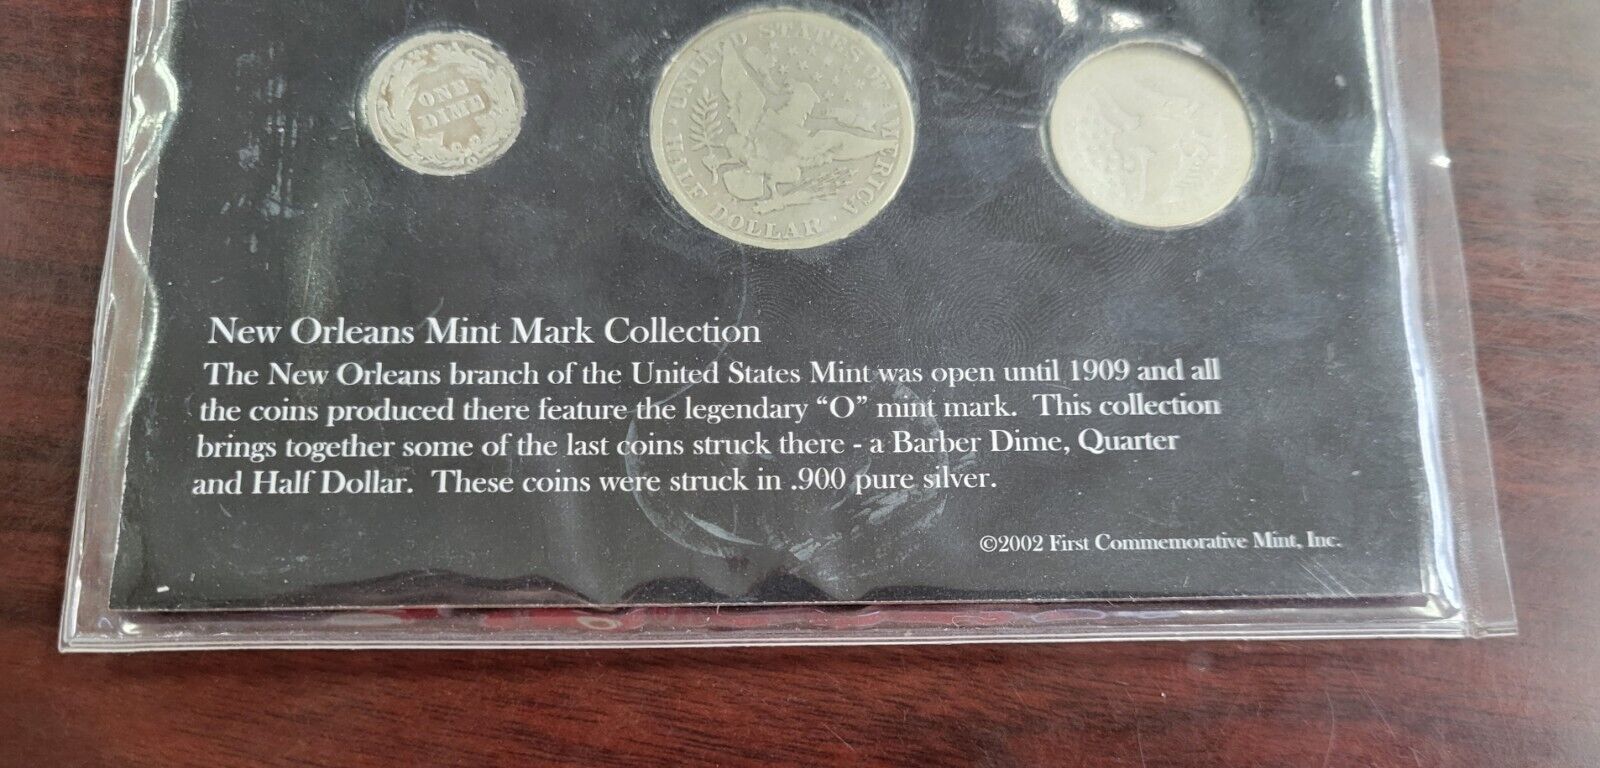 ONE
DIME
UNITED STATES OF AMERICA
HALF DOLLAR
New Orleans Mint Mark Collection
The New Orleans branch of the United States Mint was open until 1909 and all
the coins produced there feature the legendary “O” mint mark. This collection
brings together some of the last coins struck there - a Barber Dime, Quarter
and Half Dollar. These coins were struck in .900 pure silver.
©2002 First Commemorative Mint, Inc.